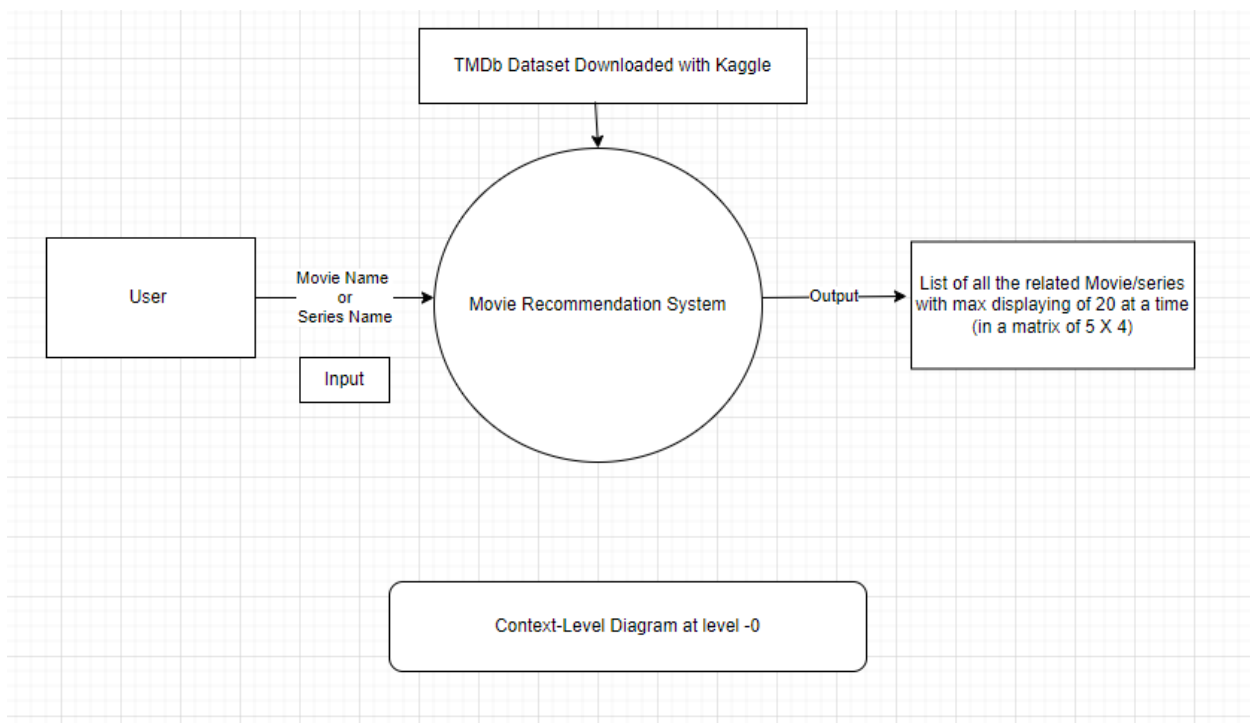 TMDb Dataset Downloaded with Kaggle
User
Movie Name
or
Series Name
Input
Movie Recommendation System
Output
List of all the related Movie/series
with max displaying of 20 at a time
(in a matrix of 5 X 4)
Context-Level Diagram at level -0